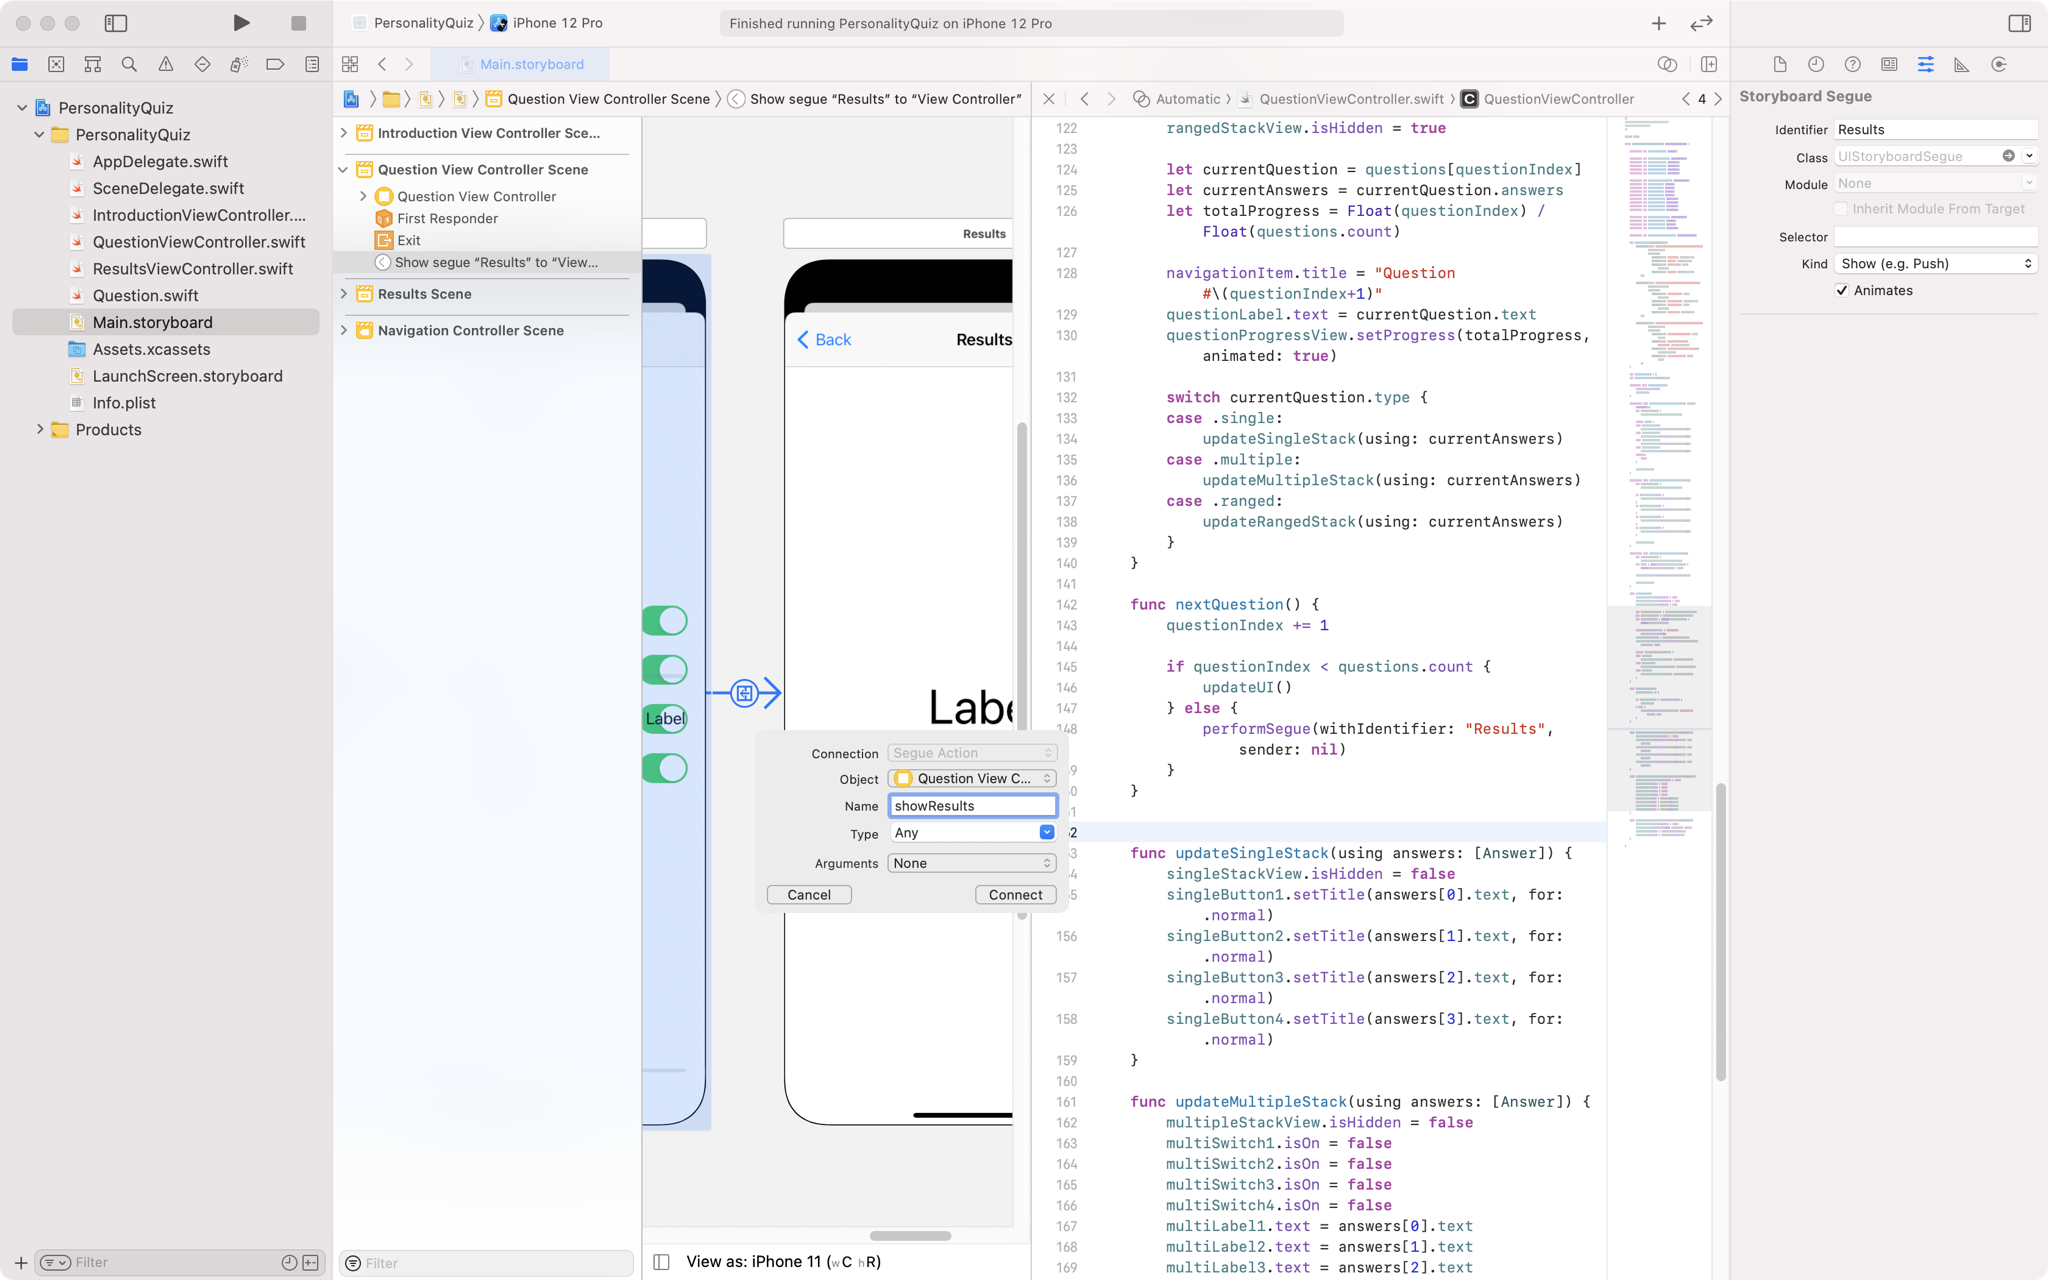 PersonalityQuiz iPhone 12 Pro
Finished running PersonalityQuiz on iPhone 12 Pro
Main.storyboard
PersonalityQuiz
PersonalityQuiz
AppDelegate.swift
SceneDelegate.swift
IntroductionViewController....
QuestionViewController.swift
ResultsViewController.swift
Question.swift
Main.storyboard
Assets.xcassets
LaunchScreen.storyboard
Info.plist
Products
Filter
Question View Controller Scene Show segue “Results” to “View Controller”
Introduction View Controller Sce...
Question View Controller Scene
Question View Controller
First Responder
Exit
Show segue “Results” to “View...
Results Scene
Navigation Controller Scene
Filter
Results
Back Results
Label
Labe
Connection Segue Action
Object Question View C...
Name showResults
Type Any
Arguments None
Cancel Connect
View as: iPhone 11 (wC hR)
Automatic QuestionViewController.swift C QuestionViewController 4
122 rangedStackView.isHidden = true
123
124 let currentQuestion = questions[questionIndex]
125 let currentAnswers = currentQuestion.answers
126 let totalProgress = Float(questionIndex) /
Float(questions.count)
127
128 navigationItem.title = "Question
#\(questionIndex+1)"
129 questionLabel.text = currentQuestion.text
130 questionProgressView.setProgress(totalProgress,
animated: true)
131
132 switch currentQuestion.type {
133 case .single:
134 updateSingleStack(using: currentAnswers)
135 case .multiple:
136 updateMultipleStack(using: currentAnswers)
137 case .ranged:
138 updateRangedStack(using: currentAnswers)
139 }
140 }
141
142 func nextQuestion() {
143 questionIndex += 1
144
145 if questionIndex < questions.count {
146 updateUI()
147 } else {
148 performSegue(withIdentifier: "Results",
sender: nil)
49 }
50 }
51
52
53 func updateSingleStack(using answers: [Answer]) {
54 singleStackView.isHidden = false
55 singleButton1.setTitle(answers[0].text, for:
.normal)
156 singleButton2.setTitle(answers[1].text, for:
.normal)
157 singleButton3.setTitle(answers[2].text, for:
.normal)
158 singleButton4.setTitle(answers[3].text, for:
.normal)
159 }
160
161 func updateMultipleStack(using answers: [Answer]) {
162 multipleStackView.isHidden = false
163 multiSwitch1.isOn = false
164 multiSwitch2.isOn = false
165 multiSwitch3.isOn = false
166 multiSwitch4.isOn = false
167 multiLabel1.text = answers[0].text
168 multiLabel2.text = answers[1].text
169 multiLabel3.text = answers[2].text
Storyboard Segue
Identifier Results
Class UIStoryboardSegue
Module None
Inherit Module From Target
Selector
Kind Show (e.g. Push)
Animates